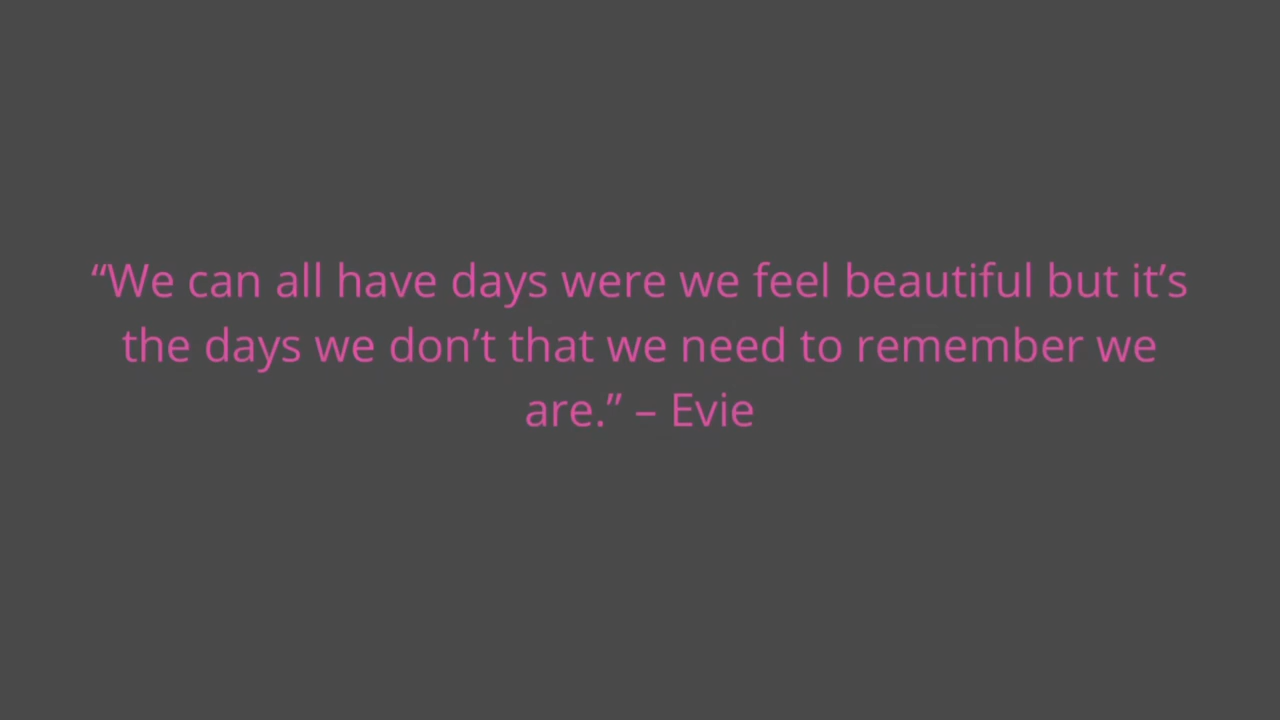 “We can all have days were we feel beautiful but it’s
the days we don’t that we need to remember we
are.” – Evie